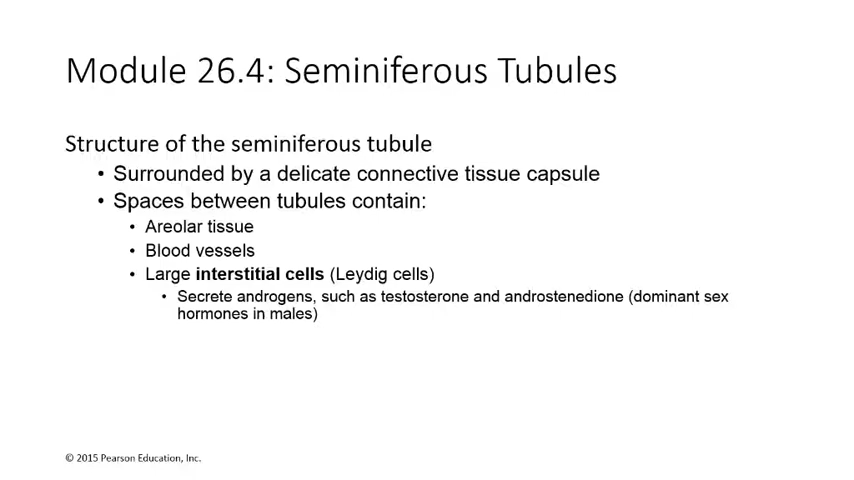 Module 26.4: Seminiferous Tubules
Structure of the seminiferous tubule
• Surrounded by a delicate connective tissue capsule
• Spaces between tubules contain:
• Areolar tissue
• Blood vessels
• Large interstitial cells (Leydig cells)
• Secrete androgens, such as testosterone and androstenedione (dominant sex
hormones in males)
© 2015 Pearson Education, Inc.